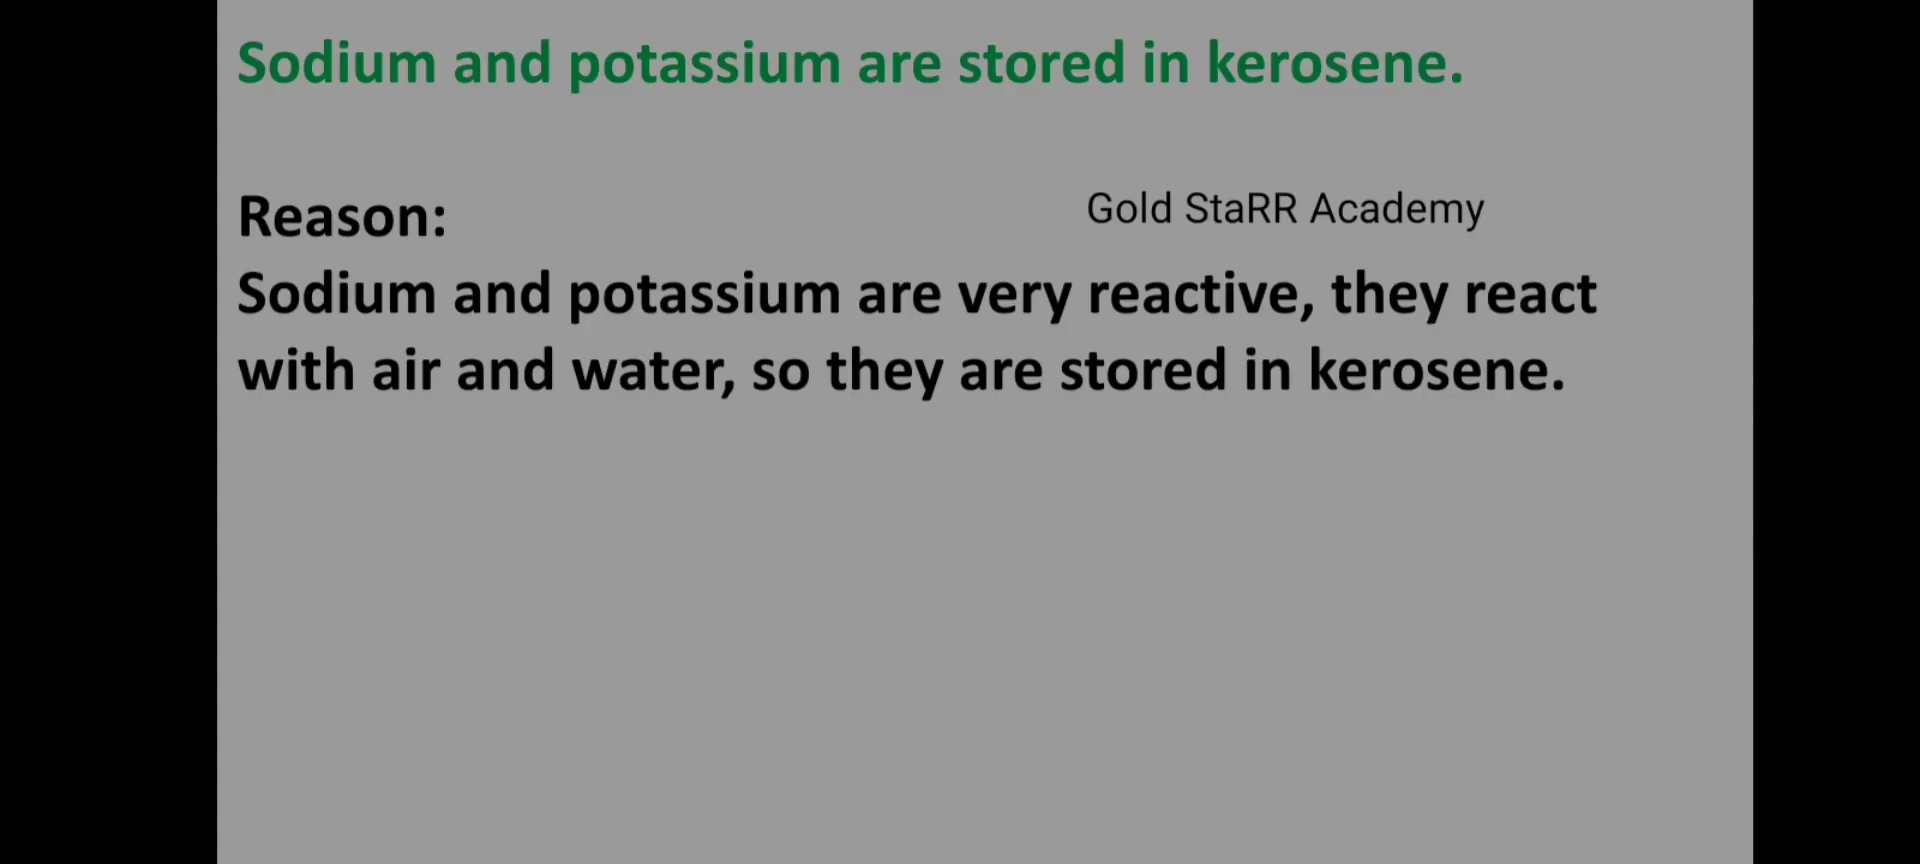 Sodium and potassium are stored in kerosene.
Reason:
Gold StaRR Academy
Sodium and potassium are very reactive, they react
with air and water, so they are stored in kerosene.